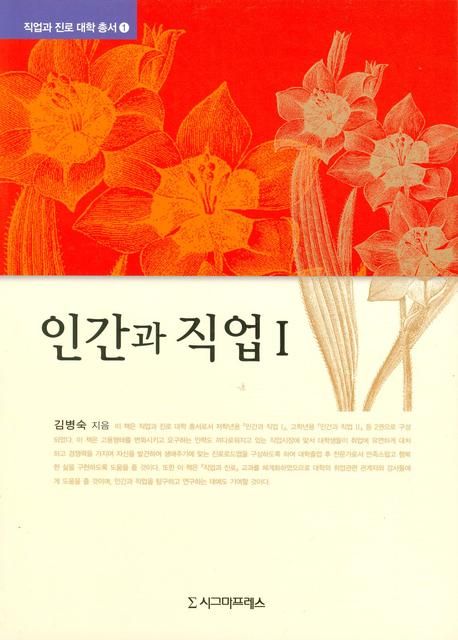 직업과 진로 대학 총서 1
인간과 직업 I
김병숙 지음 이 책은 직업과 진로 대학 총서로서 저학년용 『인간과 직업 I』, 고학년용 『인간과 직업 II』 등 2권으로 구성
되었다. 이 책은 고용형태를 변화시키고 요구하는 인력도 까다로워지고 있는 직업시장에 맞서 대학생들이 취업에 유연하게 대처
하고 경쟁력을 가지며 자신을 발견하여 생애주기에 맞는 진로로드맵을 구성하도록 하여 대학졸업 후 전문가로서 만족스럽고 행복
한 삶을 구현하도록 도움을 줄 것이다. 또한 이 책은 『직업과 진로』 교과를 체계화하였으므로 대학의 취업관련 관계자와 강사들에
게 도움을 줄 것이며, 인간과 직업을 탐구하고 연구하는 데에도 기여할 것이다.
Σ 시그마프레스